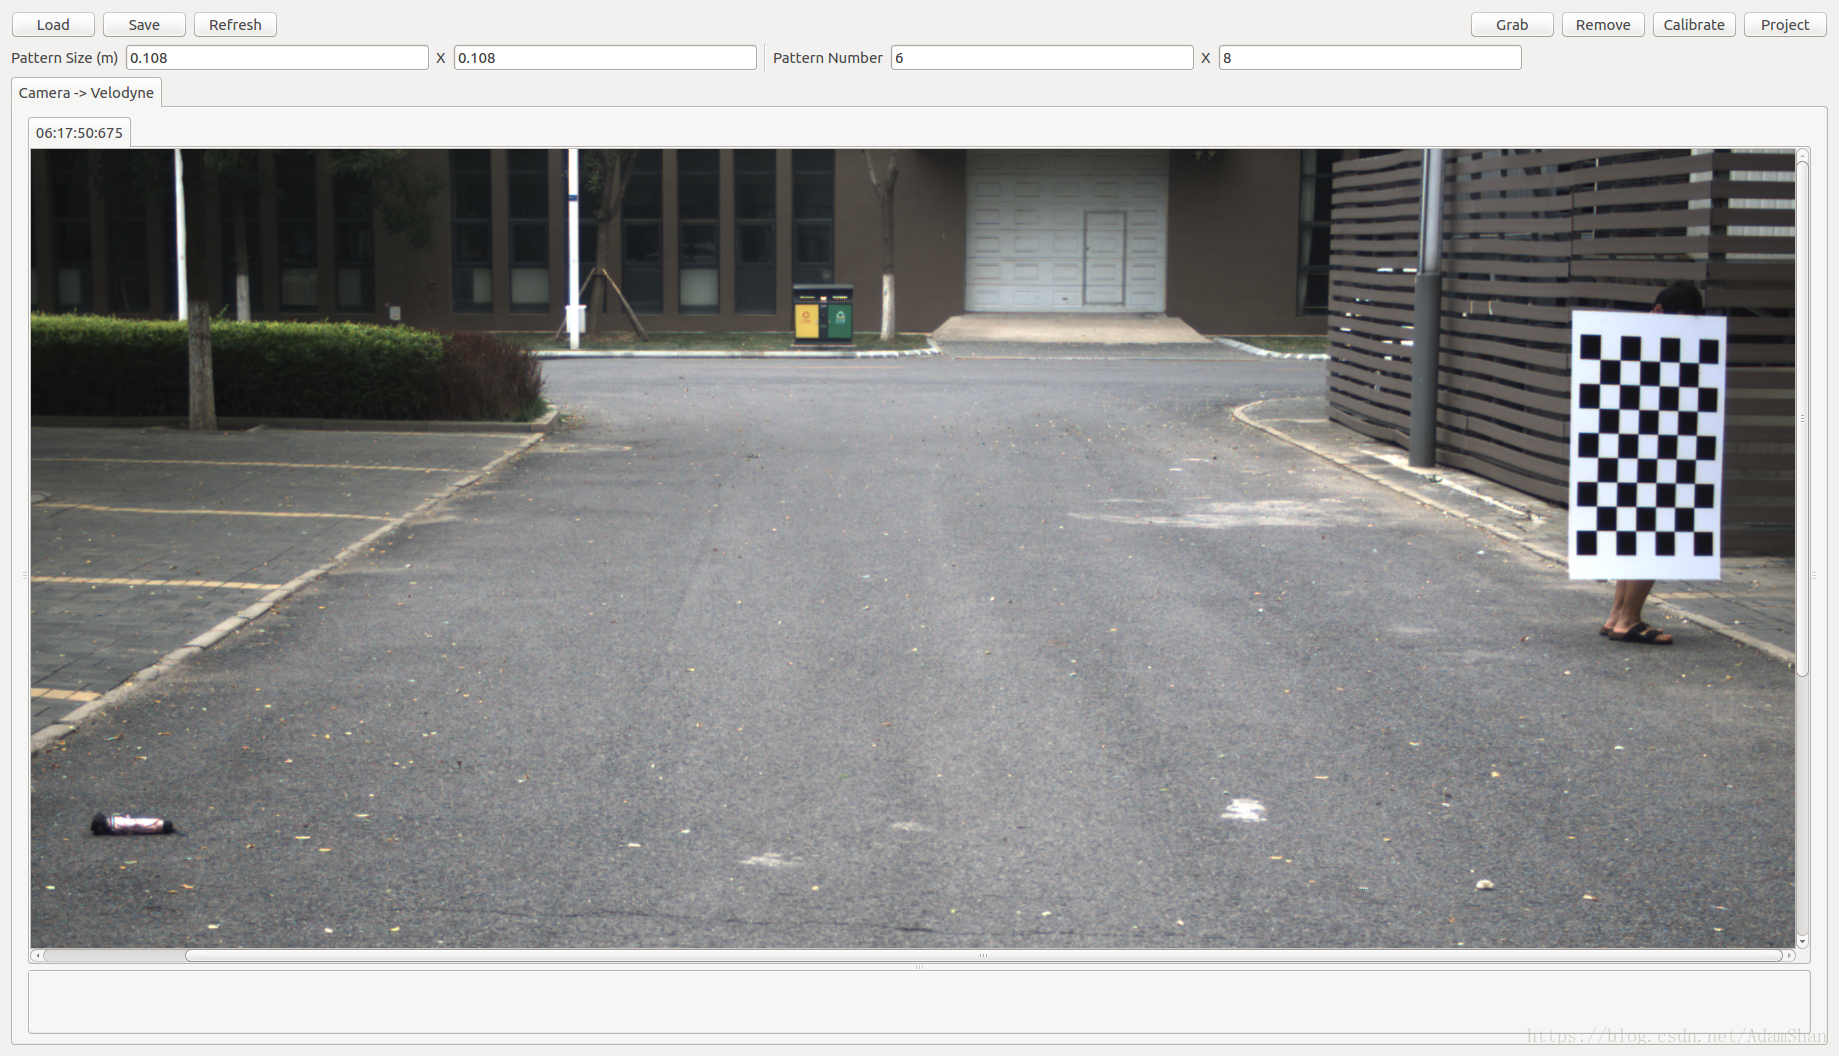 Load Save Refresh Grab Remove Calibrate Project
Pattern Size (m) 0.108 X 0.108 Pattern Number 6 X 8
Camera -> Velodyne
06:17:50:675
https://blog.csdn.net/AdamShan